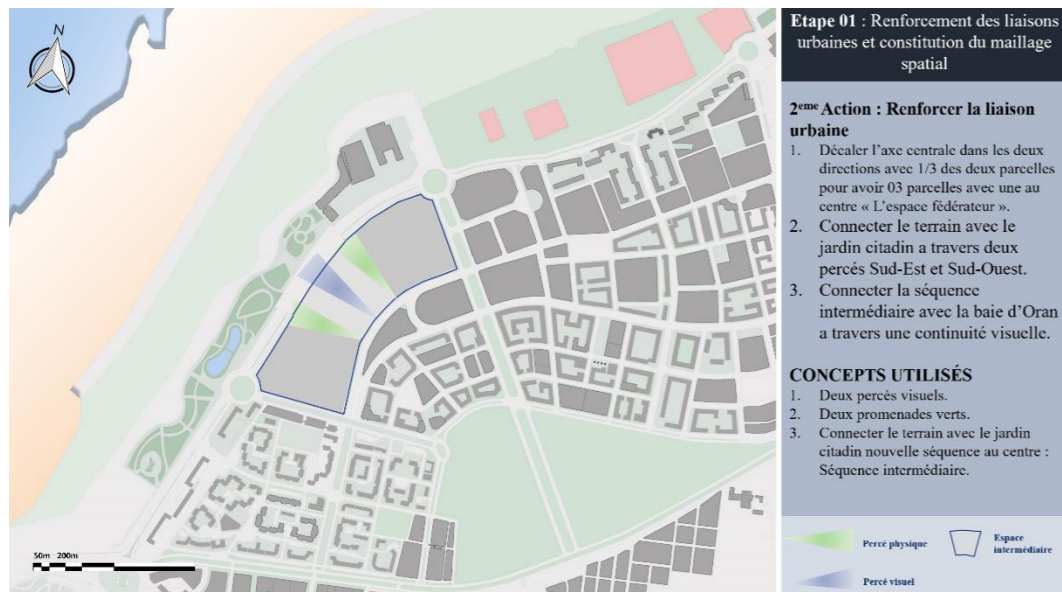 Etape 01 : Renforcement des liaisons
urbaines et constitution du maillage
spatial
2eme Action : Renforcer la liaison
urbaine
1. Décaler l'axe centrale dans les deux
directions avec 1/3 des deux parcelles
pour avoir 03 parcelles avec une au
centre « L'espace fédérateur ».
2. Connecter le terrain avec le
jardin citadin a travers deux
percés Sud-Est et Sud-Ouest.
3. Connecter la séquence
intermédiaire avec la baie d'Oran
a travers une continuité visuelle.
CONCEPTS UTILISÉS
1. Deux percés visuels.
2. Deux promenades verts.
3. Connecter le terrain avec le jardin
citadin nouvelle séquence au centre :
Séquence intermédiaire.
Percé physique
Espace
intermédiaire
Percé visuel
50m 200m